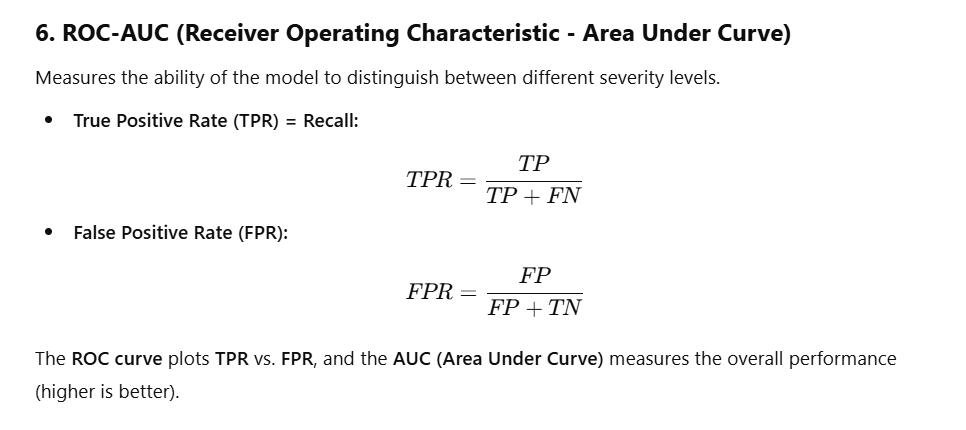 6. ROC-AUC (Receiver Operating Characteristic - Area Under Curve)
Measures the ability of the model to distinguish between different severity levels.
• True Positive Rate (TPR) = Recall:
TPR = TP / TP + FN
• False Positive Rate (FPR):
FPR = FP / FP + TN
The ROC curve plots TPR vs. FPR, and the AUC (Area Under Curve) measures the overall performance
(higher is better).